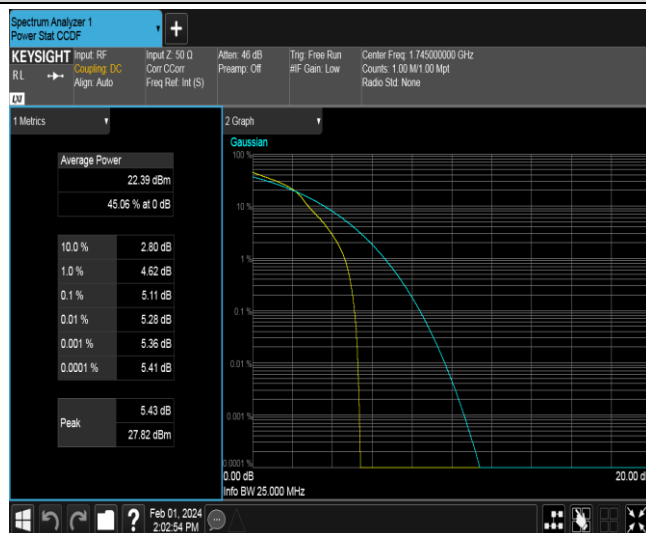 Spectrum Analyzer 1
Power Stat CCDF
+
KEYSIGHT
RL
LXI
Input: RF
Coupling: DC
Align: Auto
Input Z: 50 Ω
Corr CCorr
Freq Ref: Int (S)
Atten: 46 dB
Preamp: Off
Trig: Free Run
#IF Gain: Low
Center Freq: 1.745000000 GHz
Counts: 1.00 M/1.00 Mpt
Radio Std: None
1 Metrics
Average Power
22.39 dBm
45.06 % at 0 dB
10.0 % 2.80 dB
1.0 % 4.62 dB
0.1 % 5.11 dB
0.01 % 5.28 dB
0.001 % 5.36 dB
0.0001 % 5.41 dB
Peak
5.43 dB
27.82 dBm
2 Graph
Gaussian
100 %
10 %
1 %
0.1 %
0.01 %
0.001 %
0.0001 %
0.00 dB
20.00 d
Info BW 25.000 MHz
?
Feb 01, 2024
2:02:54 PM